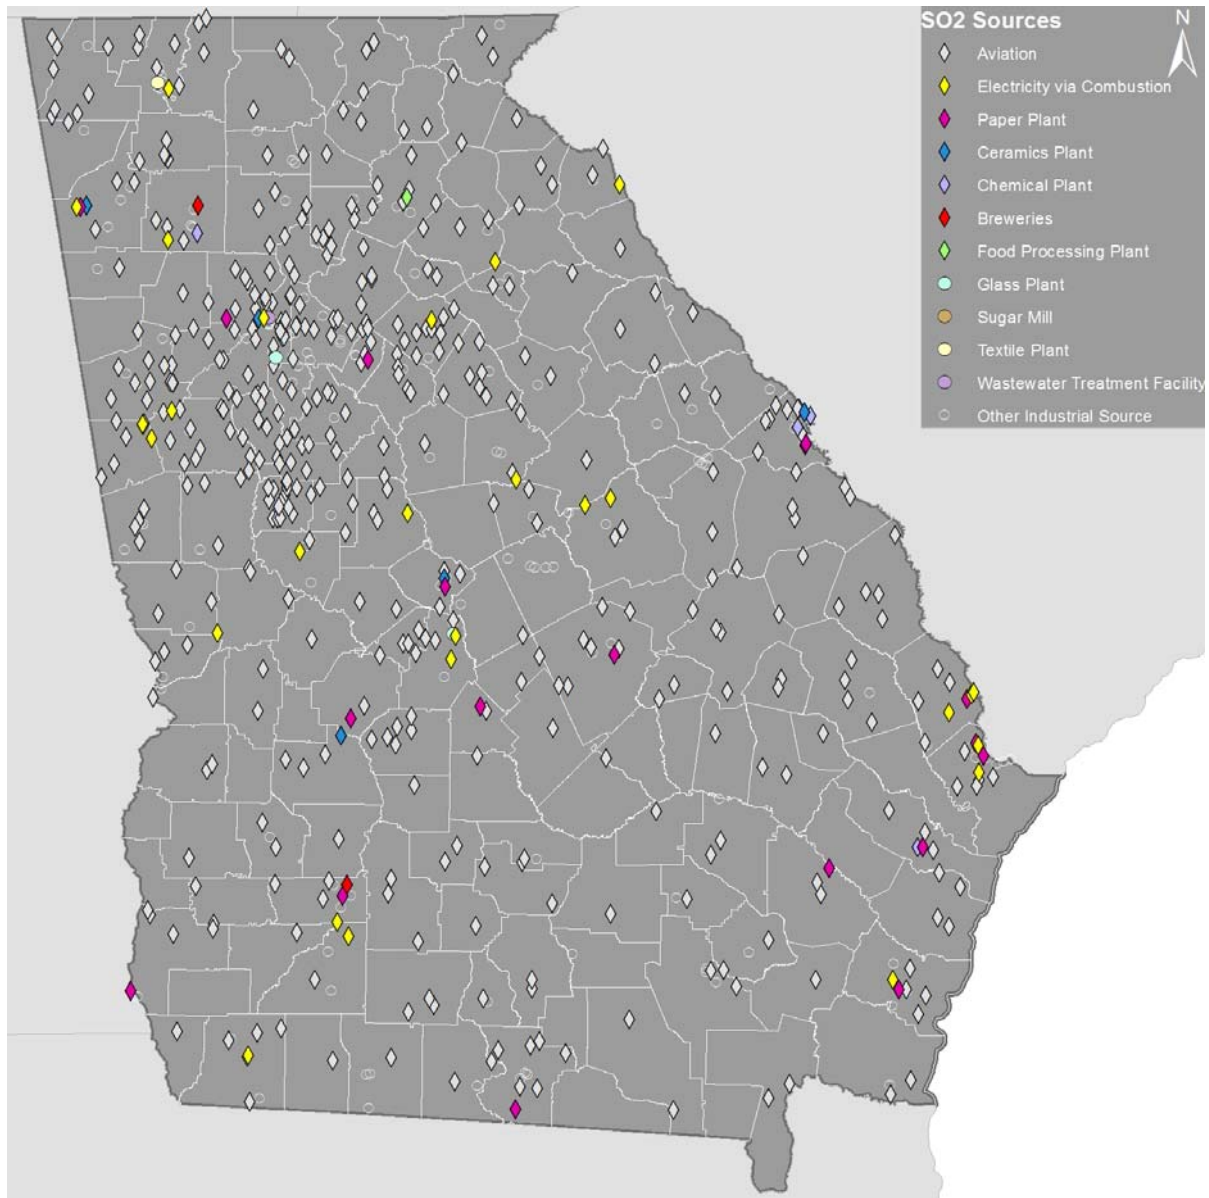 SO2 Sources
N
Aviation
Electricity via Combustion
Paper Plant
Ceramics Plant
Chemical Plant
Breweries
Food Processing Plant
Glass Plant
Sugar Mill
Textile Plant
Wastewater Treatment Facility
Other Industrial Source